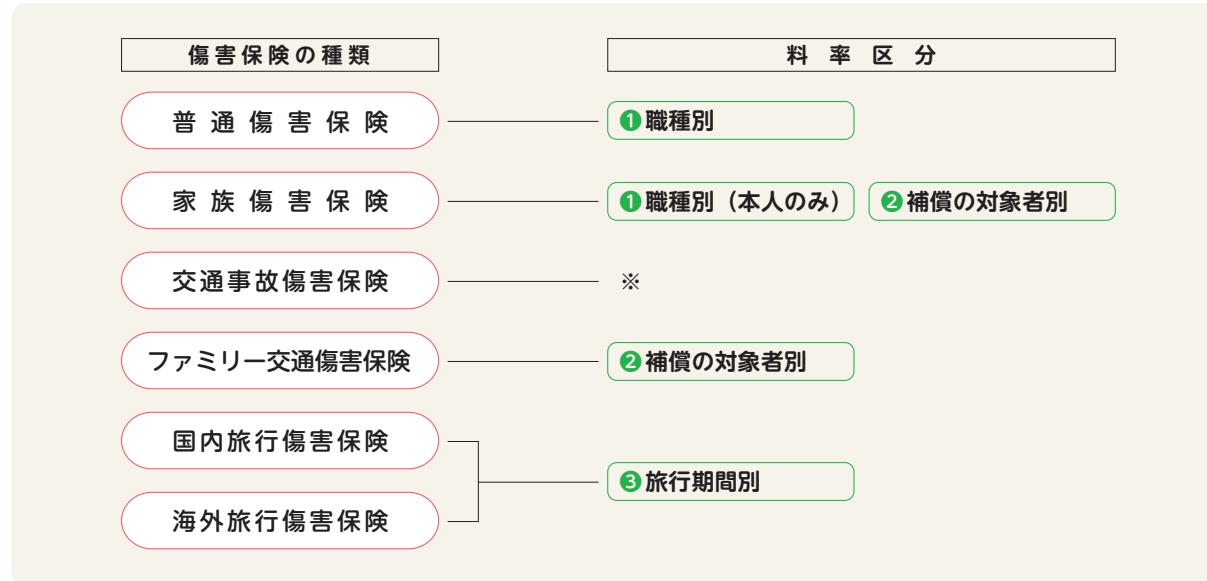 傷害保険の種類 料率区分
普通傷害保険 ❶職種別
家族傷害保険 ❶職種別（本人のみ） ❷補償の対象者別
交通事故傷害保険 ※
ファミリー交通傷害保険 ❷補償の対象者別
国内旅行傷害保険
❸旅行期間別
海外旅行傷害保険